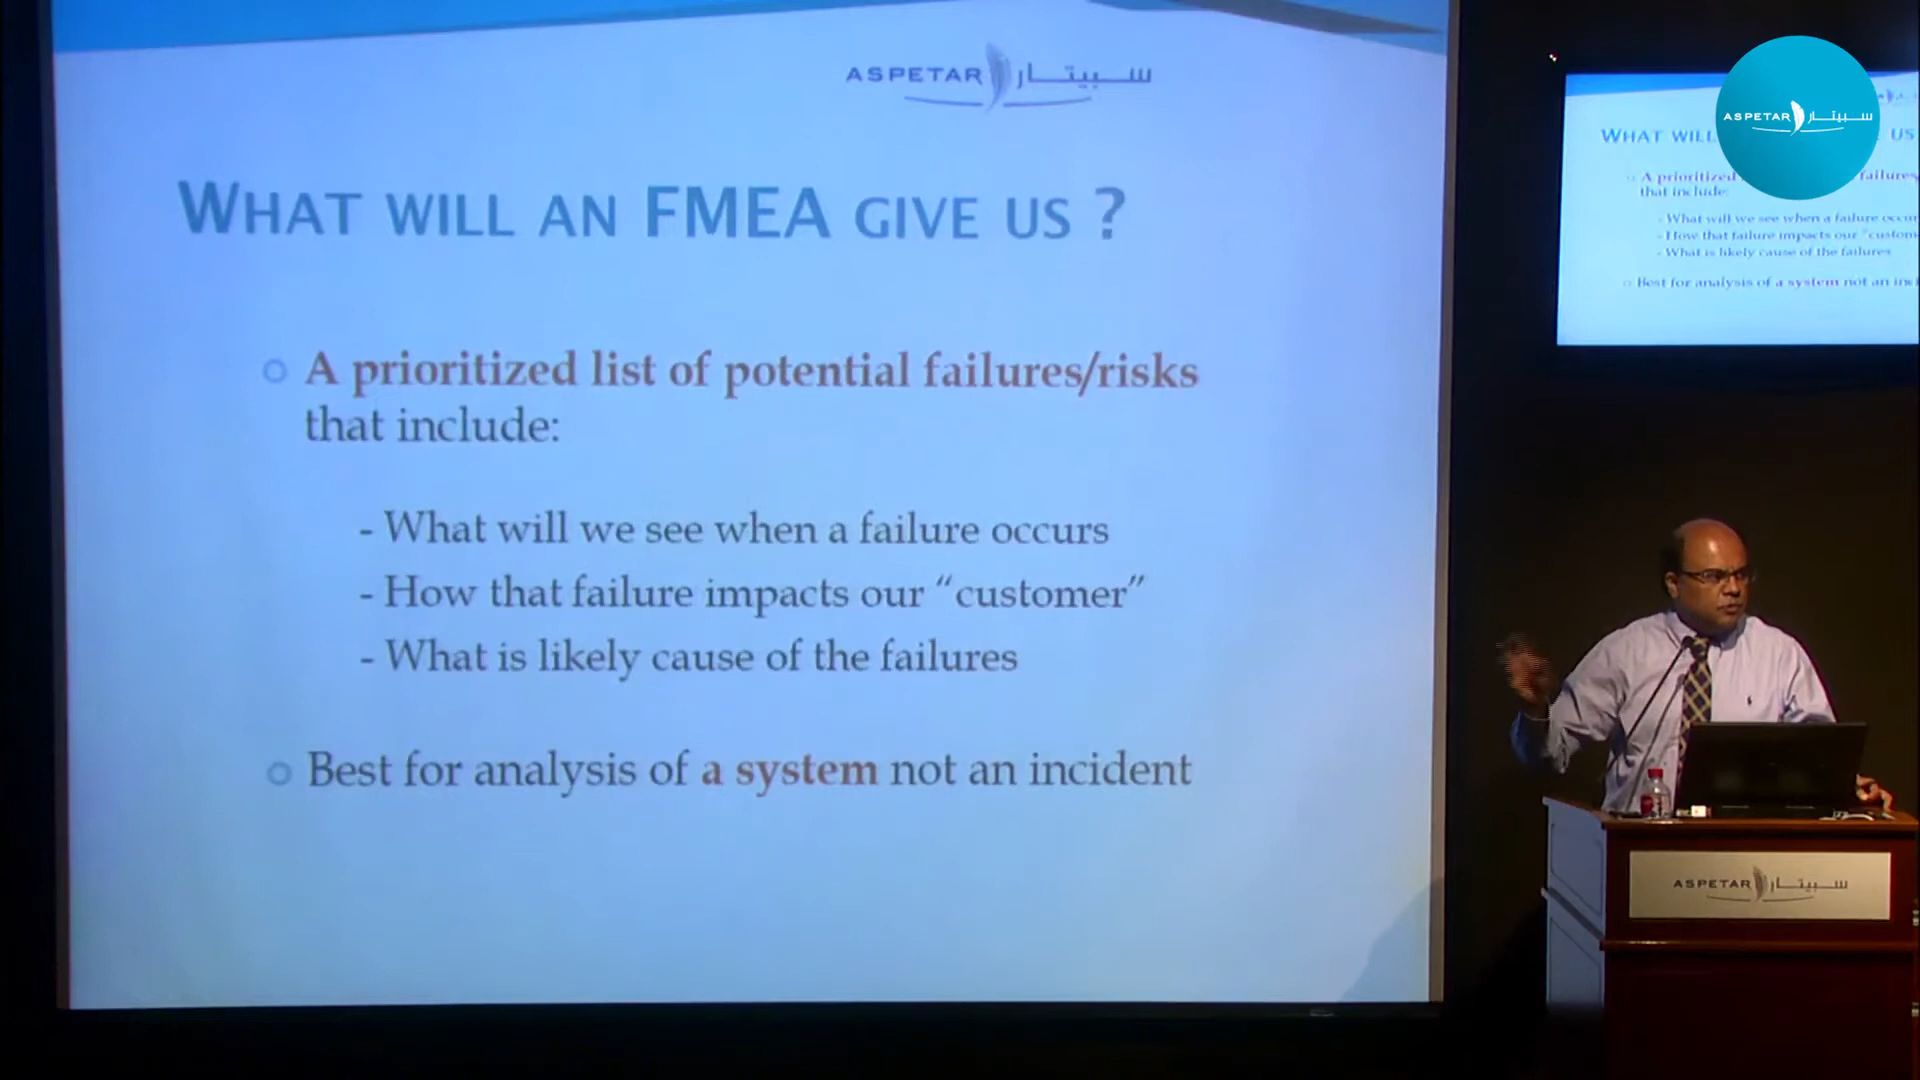 ASPETAR سبيتار
WHAT WILL AN FMEA GIVE US ?
A prioritized list of potential failures/risks
that include:
- What will we see when a failure occurs
- How that failure impacts our “customer”
- What is likely cause of the failures
Best for analysis of a system not an incident
ASPETAR سبيتار
WHAT WILL US
A prioritized failures
that include:
- What will we see when a failure occur
- How that failure impacts our "custom
- What is likely cause of the failures
Best for analysis of a system not an inc
ASPETAR سبيتار